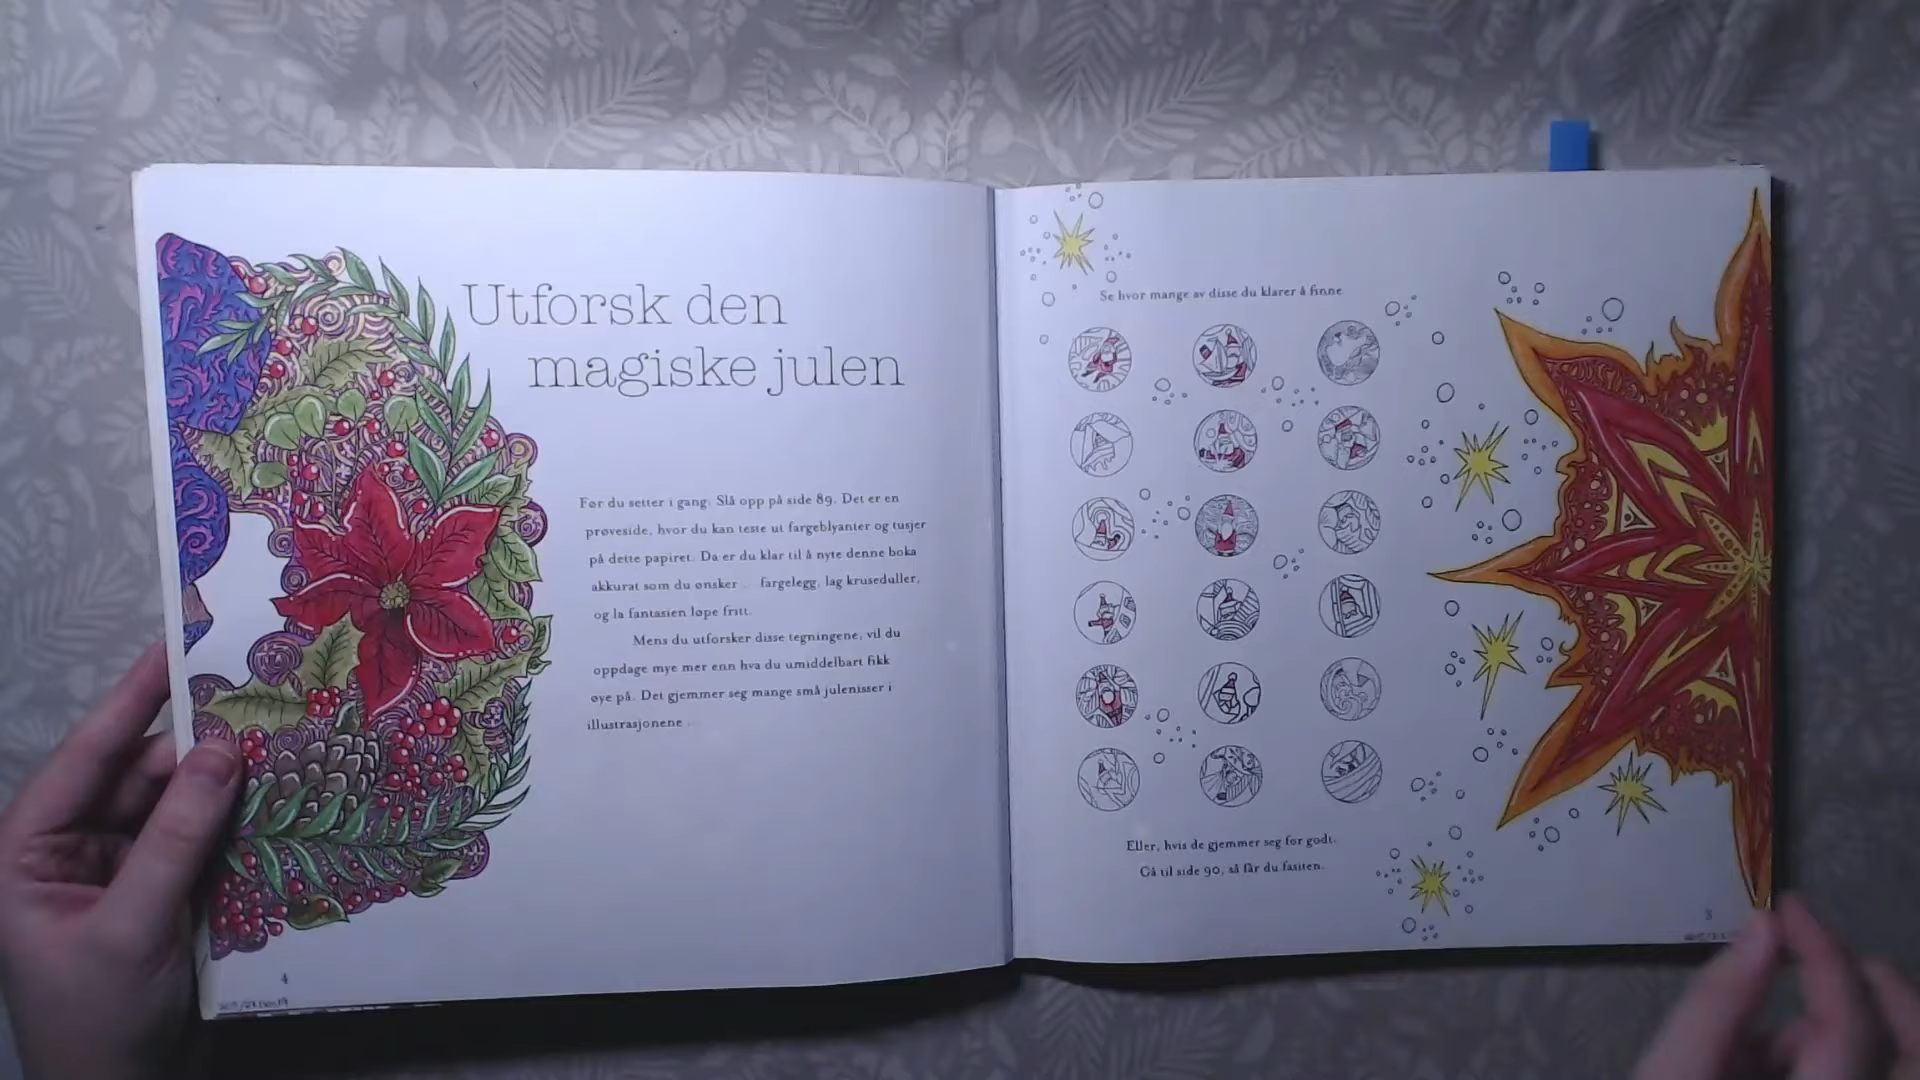 Utforsk den
magiske julen
Før du setter i gang: Slå opp på side 89. Det er en
prøveside, hvor du kan teste ut fargeblyanter og tusjer
på dette papiret. Da er du klar til å nyte denne boka
akkurat som du ønsker ... fargelegg, lag kruseduller,
og la fantasien løpe fritt.
Mens du utforsker disse tegningene, vil du
oppdage mye mer enn hva du umiddelbart fikk
øye på. Det gjemmer seg mange små julenisser i
illustrasjonene ...
4
Se hvor mange av disse du klarer å finne
Eller, hvis de gjemmer seg for godt.
Gå til side 90, så får du fasiten.